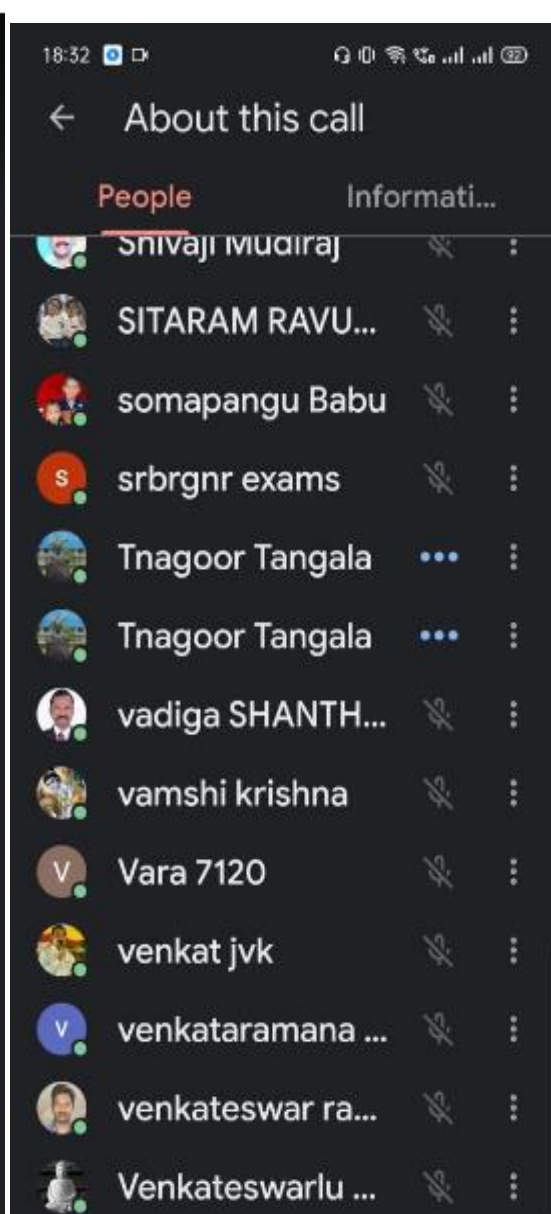 18:32 32
About this call
People Informati...
Shivaji Mudiraj
SITARAM RAVU...
somapangu Babu
S srbrgnr exams
Tnagoor Tangala
Tnagoor Tangala
vadiga SHANTH...
vamshi krishna
V Vara 7120
venkat jvk
V venkataramana ...
venkateswar ra...
Venkateswarlu ...